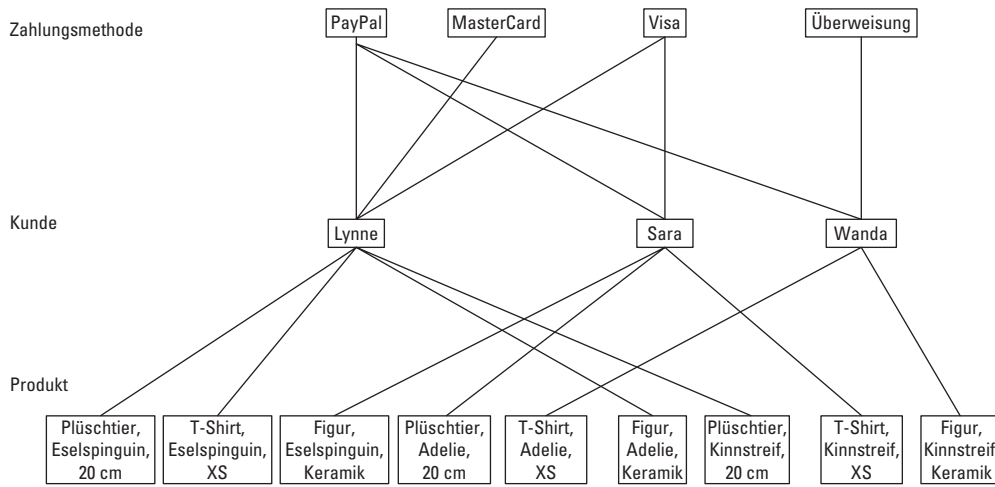 Zahlungsmethode
PayPal
MasterCard
Visa
Überweisung
Kunde
Lynne
Sara
Wanda
Produkt
Plüschtier,
Eselspinguin,
20 cm
T-Shirt,
Eselspinguin,
XS
Figur,
Eselspinguin,
Keramik
Plüschtier,
Adelie,
20 cm
T-Shirt,
Adelie,
XS
Figur,
Adelie,
Keramik
Plüschtier,
Kinnstreif,
20 cm
T-Shirt,
Kinnstreif,
XS
Figur,
Kinnstreif,
Keramik